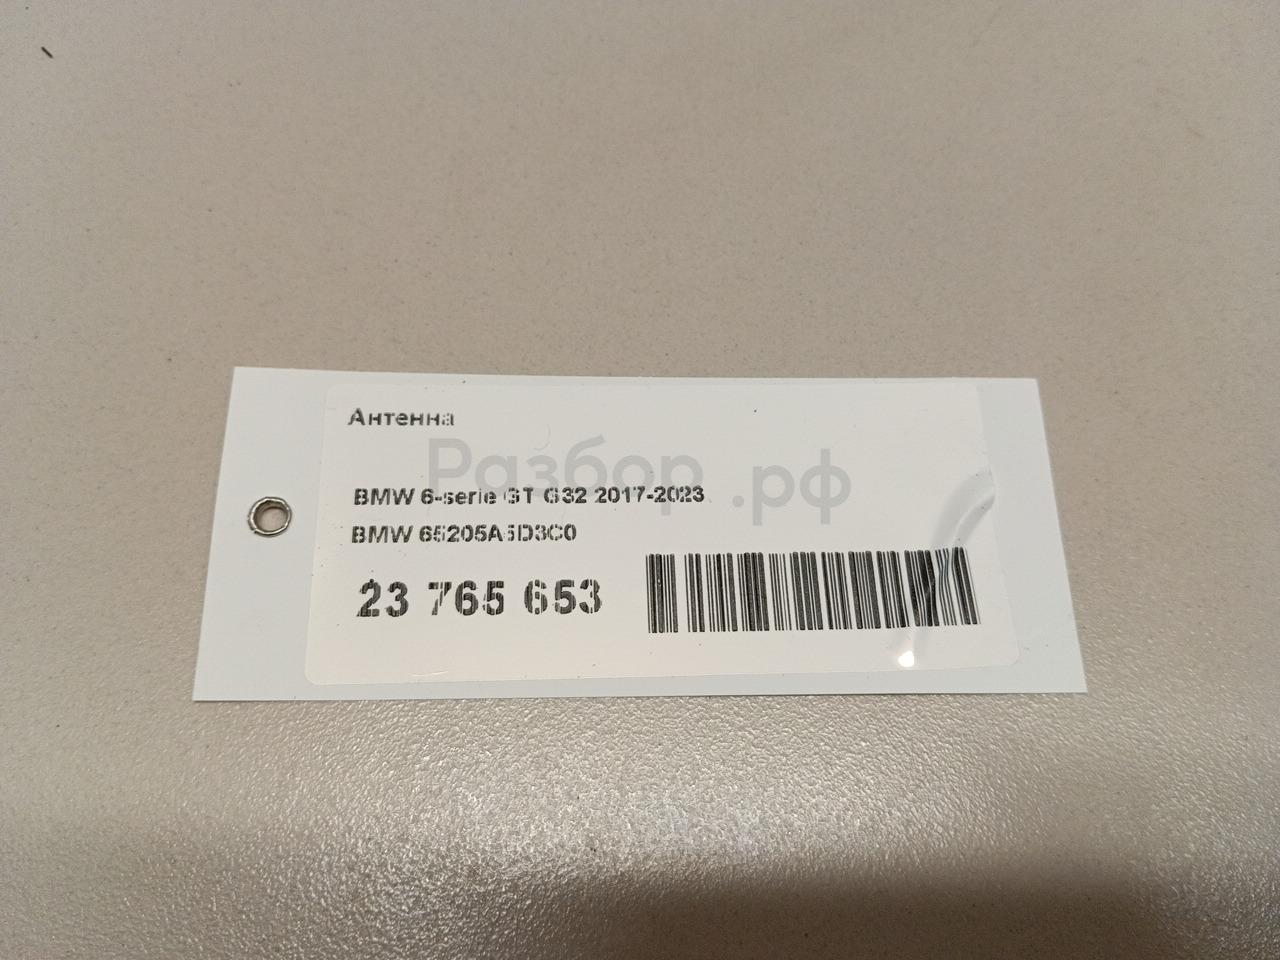 Антенна
Разбор.рф
BMW 6-serie GT G32 2017-2023
BMW 65205A5D3C0
23 765 653